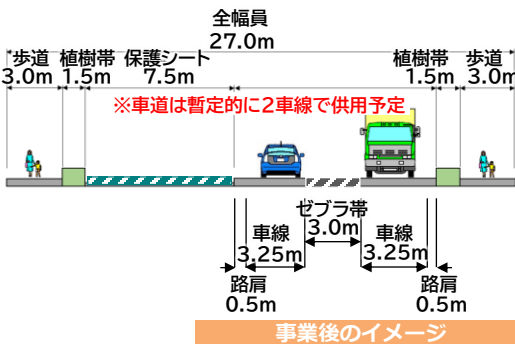 全幅員
27.0m
歩道 植樹帯 保護シート 植樹帯 歩道
3.0m 1.5m 7.5m 1.5m 3.0m
※車道は暫定的に2車線で供用予定
ゼブラ帯
3.0m
車線 車線
3.25m 3.25m
路肩 路肩
0.5m 0.5m
事業後のイメージ